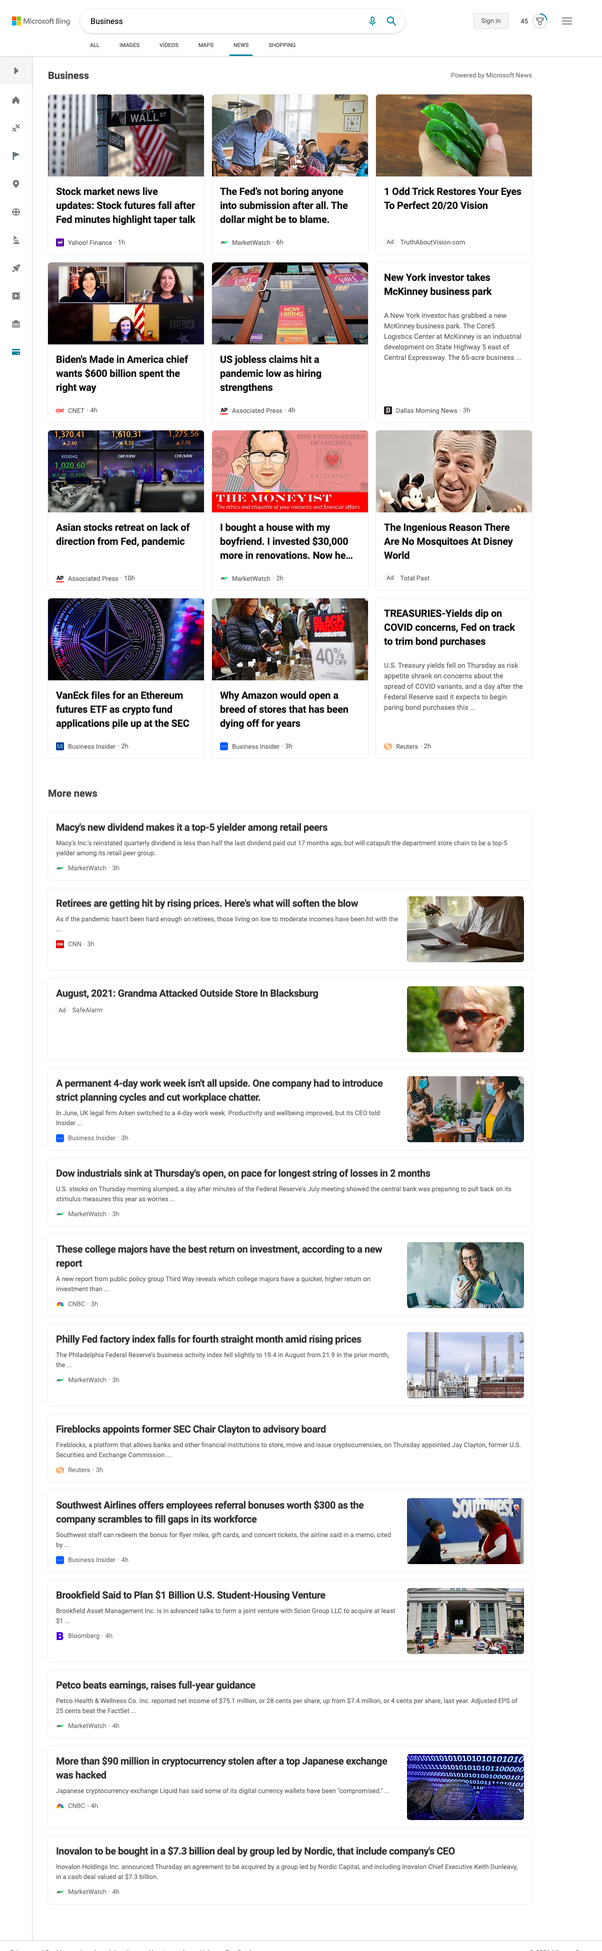 Microsoft Bing
Business
Sign in
45
ALL
IMAGES
VIDEOS
MAPS
NEWS
SHOPPING
Business
Powered by Microsoft News
WALL ST
Stock market news live
updates: Stock futures fall after
Fed minutes highlight taper talk
Yahoo! Finance · 1h
The Fed's not boring anyone
into submission after all. The
dollar might be to blame.
MarketWatch · 6h
1 Odd Trick Restores Your Eyes
To Perfect 20/20 Vision
Ad TruthAboutVision.com
AMERICA
Biden's Made in America chief
wants $600 billion spent the
right way
CNET · 4h
NOW
HIRING
US jobless claims hit a
pandemic low as hiring
strengthens
AP Associated Press · 4h
New York investor takes
McKinney business park
A New York investor has grabbed a new
McKinney business park. The Core5
Logistics Center at McKinney is an industrial
development on State Highway 5 east of
Central Expressway. The 65-acre business ...
Dallas Morning News · 3h
1,370.41
1,610.31
1,275.56
▲2.60
▲4.33
▲2.88
KOSDAQ
GBP/KRW
CHF/KRW
1,020.60
Asian stocks retreat on lack of
direction from Fed, pandemic
AP Associated Press · 10h
THE MONEYIST
The ethics and etiquette of your romantic and financial affairs
I bought a house with my
boyfriend. I invested $30,000
more in renovations. Now he...
MarketWatch · 2h
The Ingenious Reason There
Are No Mosquitoes At Disney
World
Ad Total Past
VanEck files for an Ethereum
futures ETF as crypto fund
applications pile up at the SEC
Business Insider · 2h
BLACK
FRIDAY
DOORBUSTER
40%
OFF
Why Amazon would open a
breed of stores that has been
dying off for years
Business Insider · 3h
TREASURIES-Yields dip on
COVID concerns, Fed on track
to trim bond purchases
U.S. Treasury yields fell on Thursday as risk
appetite shrank on concerns about the
spread of COVID variants, and a day after the
Federal Reserve said it expects to begin
paring bond purchases this ...
Reuters · 2h
More news
Macy's new dividend makes it a top-5 yielder among retail peers
Macy's Inc.'s reinstated quarterly dividend is less than half the last dividend paid out 17 months ago, but will catapult the department store chain to be a top-5
yielder among its retail peer group.
MarketWatch · 3h
Retirees are getting hit by rising prices. Here's what will soften the blow
As if the pandemic hasn't been hard enough on retirees, those living on low to moderate incomes have been hit with the
...
CNN · 3h
August, 2021: Grandma Attacked Outside Store In Blacksburg
Ad SafeAlarm
A permanent 4-day work week isn't all upside. One company had to introduce
strict planning cycles and cut workplace chatter.
In June, UK legal firm Arken switched to a 4-day work week. Productivity and wellbeing improved, but its CEO told
Insider ...
Business Insider · 3h
Dow industrials sink at Thursday's open, on pace for longest string of losses in 2 months
U.S. stocks on Thursday morning slumped, a day after minutes of the Federal Reserve's July meeting showed the central bank was preparing to pull back on its
stimulus measures this year as worries ...
MarketWatch · 3h
These college majors have the best return on investment, according to a new
report
A new report from public policy group Third Way reveals which college majors have a quicker, higher return on
investment than ...
CNBC · 3h
Philly Fed factory index falls for fourth straight month amid rising prices
The Philadelphia Federal Reserve's business activity index fell slightly to 19.4 in August from 21.9 in the prior month,
the ...
MarketWatch · 3h
Fireblocks appoints former SEC Chair Clayton to advisory board
Fireblocks, a platform that allows banks and other financial institutions to store, move and issue cryptocurrencies, on Thursday appointed Jay Clayton, former U.S.
Securities and Exchange Commission ...
Reuters · 3h
Southwest Airlines offers employees referral bonuses worth $300 as the
company scrambles to fill gaps in its workforce
Southwest staff can redeem the bonus for flyer miles, gift cards, and concert tickets, the airline said in a memo, cited
by ...
Business Insider · 4h
Southwest
Brookfield Said to Plan $1 Billion U.S. Student-Housing Venture
Brookfield Asset Management Inc. is in advanced talks to form a joint venture with Scion Group LLC to acquire at least
$1 ...
Bloomberg · 4h
Petco beats earnings, raises full-year guidance
Petco Health & Wellness Co. Inc. reported net income of $75.1 million, or 28 cents per share, up from $7.4 million, or 4 cents per share, last year. Adjusted EPS of
25 cents beat the FactSet ...
MarketWatch · 4h
More than $90 million in cryptocurrency stolen after a top Japanese exchange
was hacked
Japanese cryptocurrency exchange Liquid has said some of its digital currency wallets have been "compromised." ...
CNBC · 4h
Inovalon to be bought in a $7.3 billion deal by group led by Nordic, that include company's CEO
Inovalon Holdings Inc. announced Thursday an agreement to be acquired by a group led by Nordic Capital, and including Inovalon Chief Executive Keith Dunleavy,
in a cash deal valued at $7.3 billion.
MarketWatch · 4h